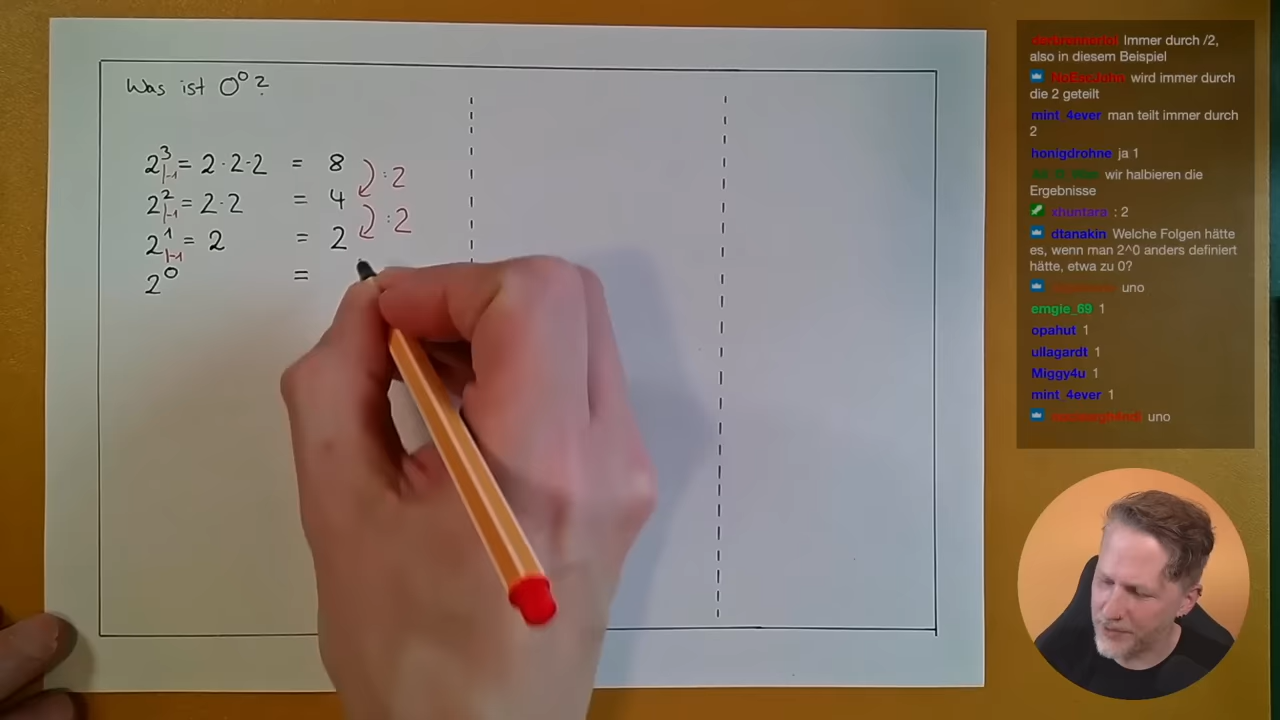 Was ist 0⁰?
2³ = 2·2·2 = 8
|-1
:2
2² = 2·2 = 4
|-1
:2
2¹ = 2 = 2
|-1
2⁰ =
Immer durch /2,
also in diesem Beispiel
NoEscJohn wird immer durch
die 2 geteilt
mint_4ever man teilt immer durch
2
honigdrohne ja 1
wir halbieren die
Ergebnisse
xhuntara : 2
dtanakin Welche Folgen hätte
es, wenn man 2^0 anders definiert
hätte, etwa zu 0?
uno
emgie_69 1
opahut 1
ullagardt 1
Miggy4u 1
mint_4ever 1
uno